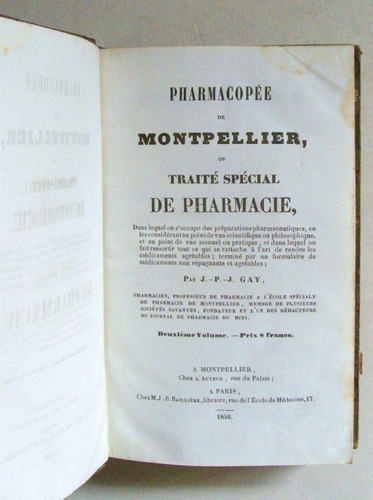 PHARMACOPÉE
DE
MONTPELLIER,
OU
TRAITÉ SPÉCIAL
DE PHARMACIE,
Dans lequel on s'occupe des préparations pharmaceutiques, en
les considérant au point de vue scientifique ou philosophique,
et au point de vue manuel ou pratique, et dans lequel on
fait ressortir tout ce qui se rattache à l'art de rendre les
médicaments agréables; terminé par un formulaire de
médicaments non répugnants et agréables;
PAR J.-P.-J. GAY,
PHARMACIEN, PROFESSEUR DE PHARMACIE A L'ÉCOLE SPÉCIALE
DE PHARMACIE DE MONTPELLIER, MEMBRE DE PLUSIEURS
SOCIÉTÉS SAVANTES, FONDATEUR ET L'UN DES RÉDACTEURS
DU JOURNAL DE PHARMACIE DU MIDI.
Deuxième Volume. — Prix 8 francs.
A MONTPELLIER,
Chez L'AUTEUR, rue du Palais;
A PARIS,
Chez M. J.-B. BAILLIÈRE, libraire, rue de l'École de Médecine, 17.
1846.